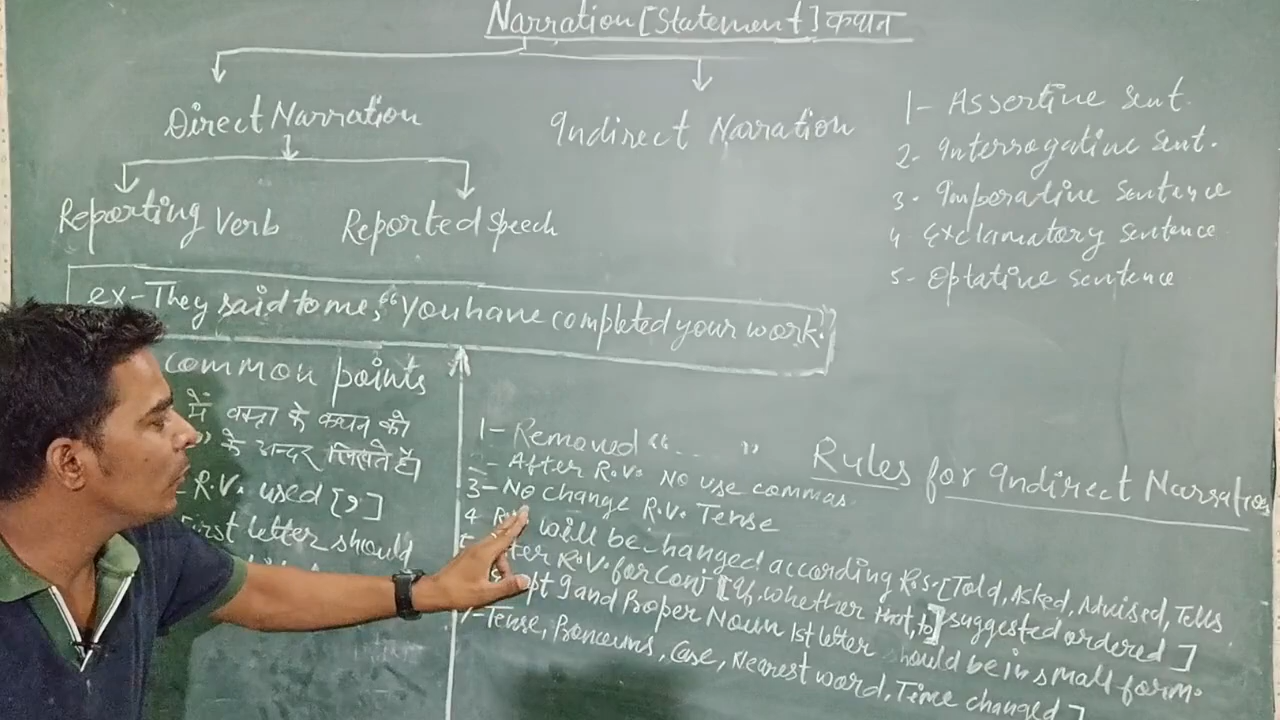 Narration [Statement] कथन
Direct Narration
Indirect Narration
Reporting Verb
Reported Speech
1- Assertive Sent.
2- Interrogative Sent.
3- Imperative Sentence
4 Exclamatory Sentence
5- Optative Sentence
ex- They said to me, "You have completed your work."
common points
में वक्ता के कथन को
" के अन्दर लिखते हैं।
R.V. used [,]
First letter should
Rules for Indirect Narration
1- Removed "... "
2- After R.V. No use commas.
3- No change R.V. Tense
4 will be changed according R.S. [Told, Asked, Advised, Tells
suggested ordered]
R.V. for Conj [If, whether that, to]
I and Proper Noun 1st letter should be in small form.
7- Tense, Pronouns, Case, Nearest word, Time changed]